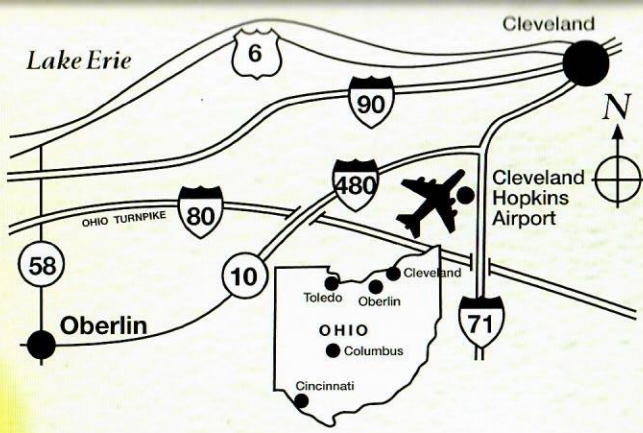 Cleveland
Lake Erie
6
90
N
480
Cleveland
Hopkins
Airport
80
OHIO TURNPIKE
58
10
Cleveland
Toledo
Oberlin
71
Oberlin
OHIO
Columbus
Cincinnati